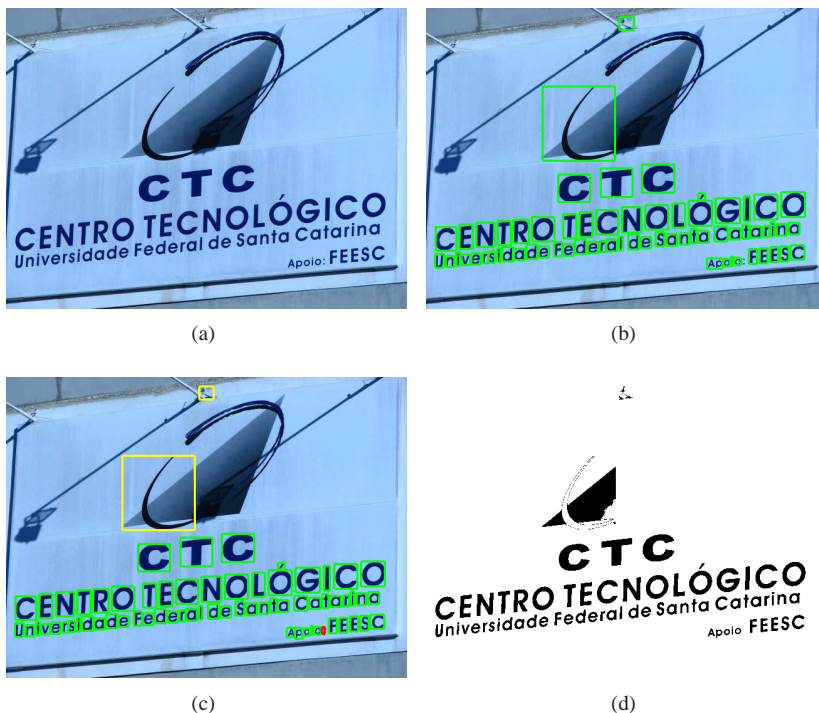 CTC
CENTRO TECNOLÓGICO
Universidade Federal de Santa Catarina
Apoio: FEESC
(a)
CTC
CENTRO TECNOLÓGICO
Universidade Federal de Santa Catarina
Apoio: FEESC
(b)
CTC
CENTRO TECNOLÓGICO
Universidade Federal de Santa Catarina
Apoio: FEESC
(c)
CTC
CENTRO TECNOLÓGICO
Universidade Federal de Santa Catarina
Apoio FEESC
(d)